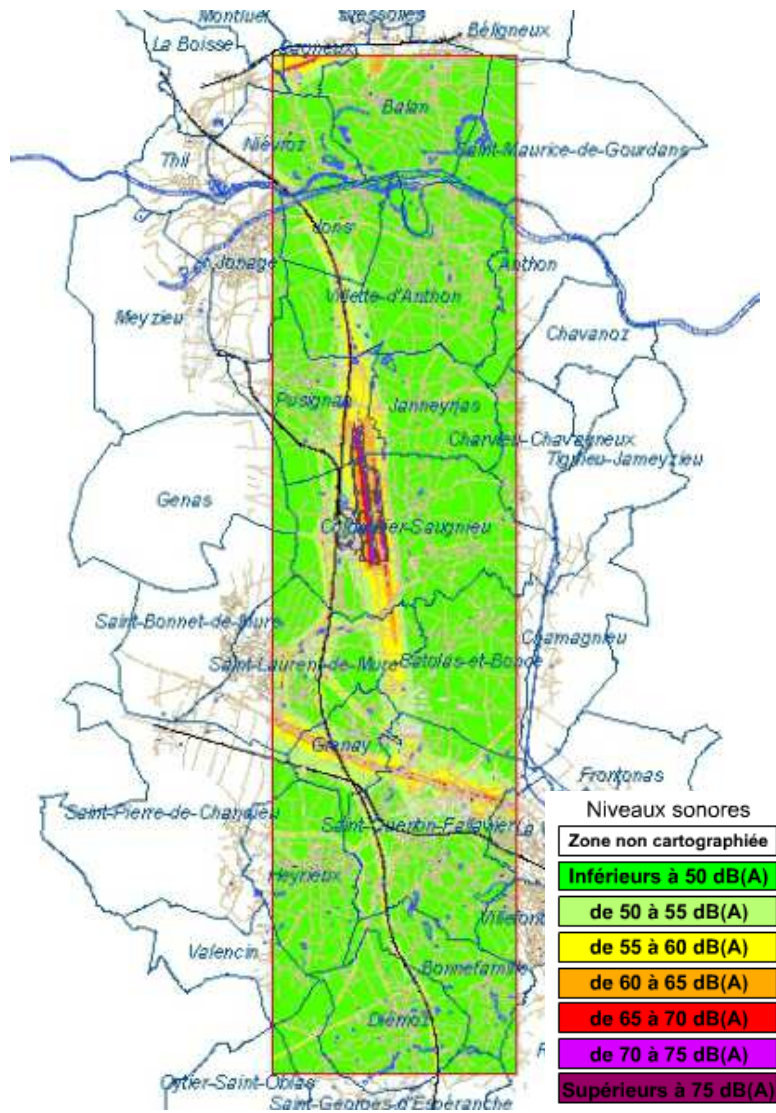 Montluel
Bressolles
Béligneux
La Boisse
Dagneux
Balan
Niévroz
Thil
Saint-Maurice-de-Gourdans
Jons
Jonage
Anthon
Villette-d'Anthon
Meyzieu
Chavanoz
Pusignan
Janneyrias
Charvieu-Chavagneux
Tignieu-Jameyzieu
Genas
Colombier-Saugnieu
Saint-Bonnet-de-Mure
Chamagnieu
Saint-Laurent-de-Mure
Satolas-et-Bonce
Grenay
Frontonas
Saint-Pierre-de-Chandieu
Saint-Quentin-Fallavier
La V
Heyrieux
Villefont
Valencin
Bonnefamille
Diémoz
Oytier-Saint-Oblas
Saint-Georges-d'Espéranche
Niveaux sonores
Zone non cartographiée
Inférieurs à 50 dB(A)
de 50 à 55 dB(A)
de 55 à 60 dB(A)
de 60 à 65 dB(A)
de 65 à 70 dB(A)
de 70 à 75 dB(A)
Supérieurs à 75 dB(A)